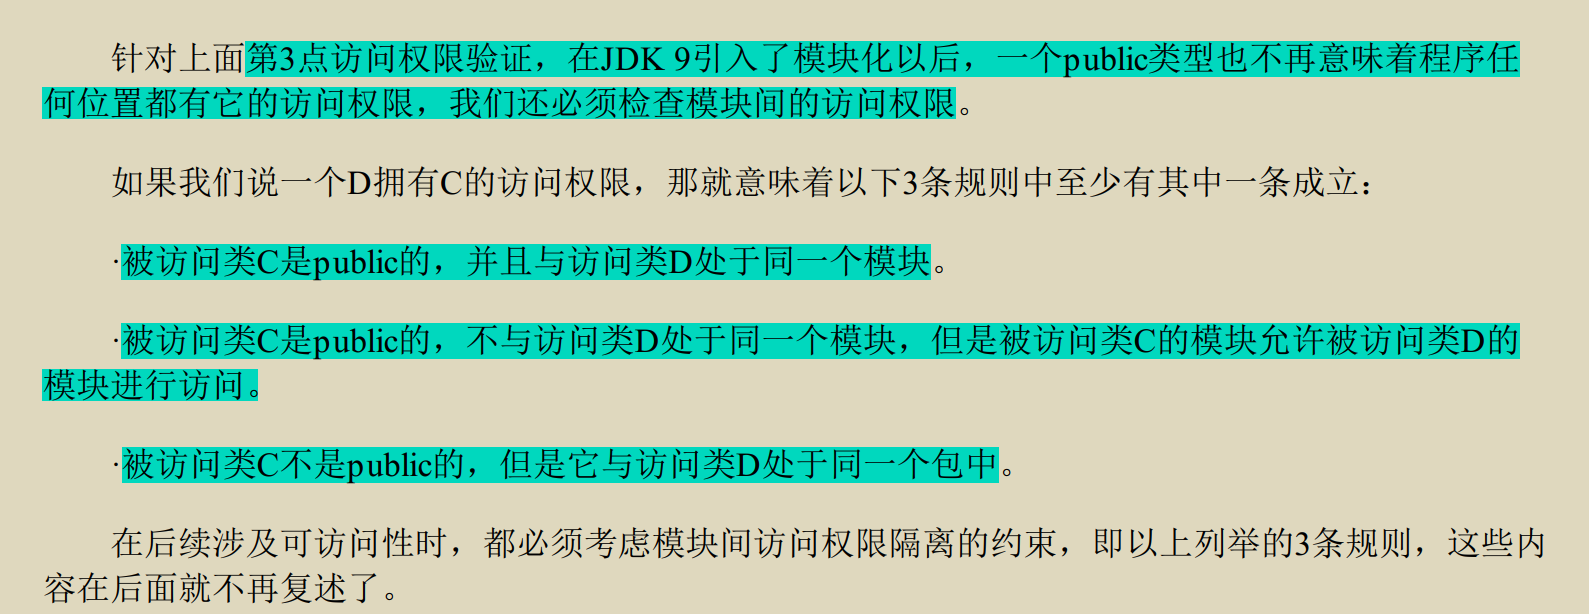 针对上面第3点访问权限验证，在JDK 9引入了模块化以后，一个public类型也不再意味着程序任
何位置都有它的访问权限，我们还必须检查模块间的访问权限。
如果我们说一个D拥有C的访问权限，那就意味着以下3条规则中至少有其中一条成立：
·被访问类C是public的，并且与访问类D处于同一个模块。
·被访问类C是public的，不与访问类D处于同一个模块，但是被访问类C的模块允许被访问类D的
模块进行访问。
·被访问类C不是public的，但是它与访问类D处于同一个包中。
在后续涉及可访问性时，都必须考虑模块间访问权限隔离的约束，即以上列举的3条规则，这些内
容在后面就不再复述了。